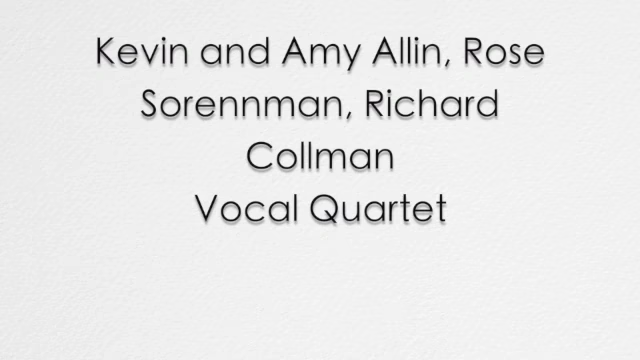 Kevin and Amy Allin, Rose
Sorennman, Richard
Collman
Vocal Quartet